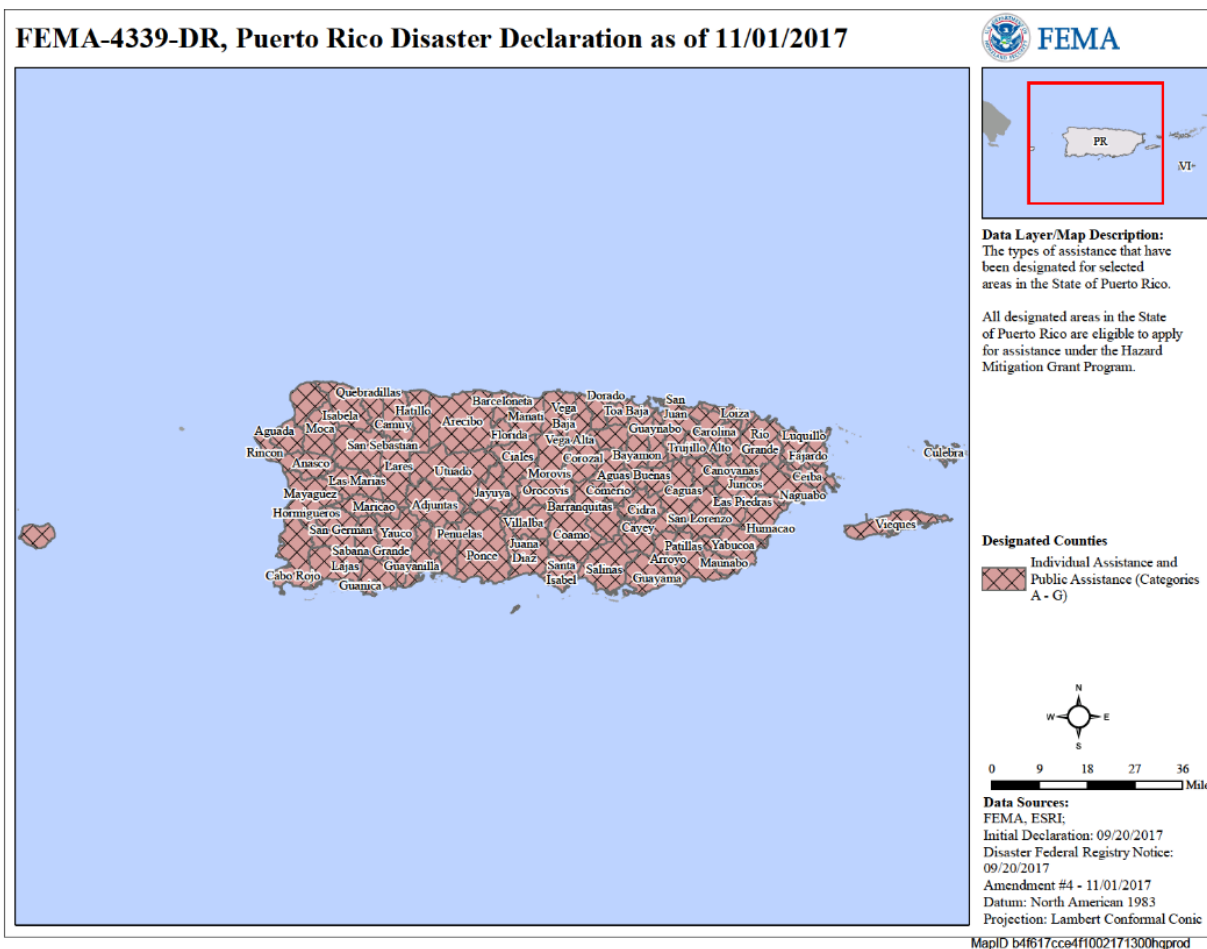 FEMA-4339-DR, Puerto Rico Disaster Declaration as of 11/01/2017
FEMA
PR
VI
Data Layer/Map Description:
The types of assistance that have
been designated for selected
areas in the State of Puerto Rico.
All designated areas in the State
of Puerto Rico are eligible to apply
for assistance under the Hazard
Mitigation Grant Program.
Quebradillas
Isabela
Hatillo
Camuy
Moca
Aguada
Rincon
San Sebastian
Anasco
Lares
Las Marias
Mayaguez
Maricao
Hormigueros
San German
Yauco
Sabana Grande
Lajas
Cabo Rojo
Guanica
Guayanilla
Barceloneta
Arecibo
Manati
Florida
Ciales
Utuado
Adjuntas
Jayuya
Penuelas
Ponce
Vega
Baja
Vega Alta
Dorado
Toa Baja
San
Juan
Guaynabo
Corozal
Bayamon
Morovis
Orocovis
Comerio
Aguas Buenas
Barranquitas
Villalba
Coamo
Juana
Diaz
Santa
Isabel
Salinas
Cidra
Cayey
Caguas
Loiza
Carolina
Trujillo Alto
Rio
Grande
Luquillo
Fajardo
Canovanas
Juncos
Ceiba
Naguabo
Las Piedras
San Lorenzo
Humacao
Patillas
Yabucoa
Arroyo
Maunabo
Guayama
Culebra
Vieques
Designated Counties
Individual Assistance and
Public Assistance (Categories
A - G)
N
W
E
S
0 9 18 27 36
Mile
Data Sources:
FEMA, ESRI;
Initial Declaration: 09/20/2017
Disaster Federal Registry Notice:
09/20/2017
Amendment #4 - 11/01/2017
Datum: North American 1983
Projection: Lambert Conformal Conic
MapID b4f617cce4f1002171300hqprod